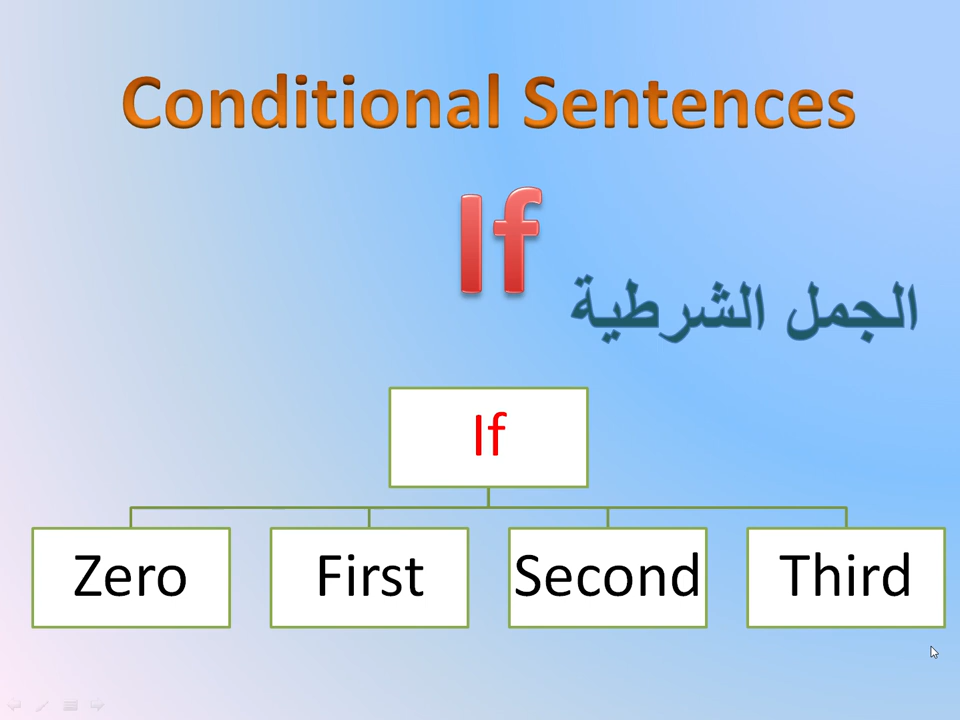 Conditional Sentences
If
الجمل الشرطية
If
Zero
First
Second
Third